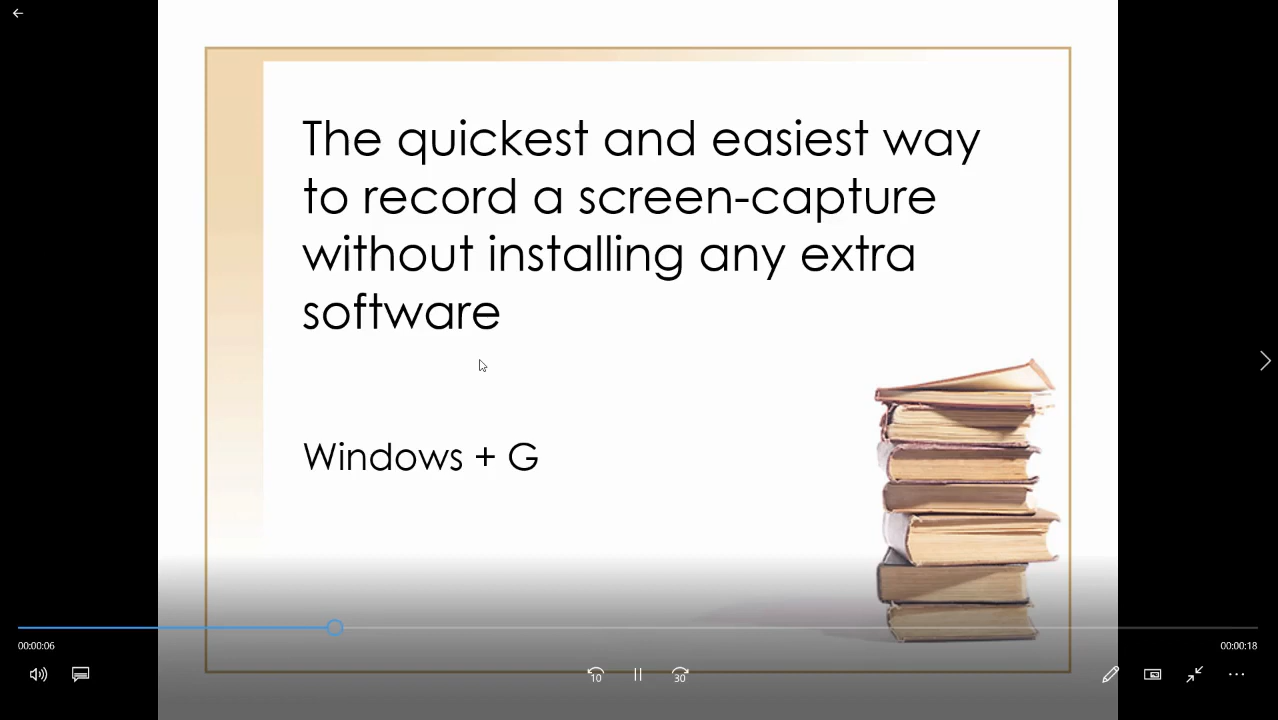 The quickest and easiest way
to record a screen-capture
without installing any extra
software
Windows + G
00:00:06
00:00:18
10
30